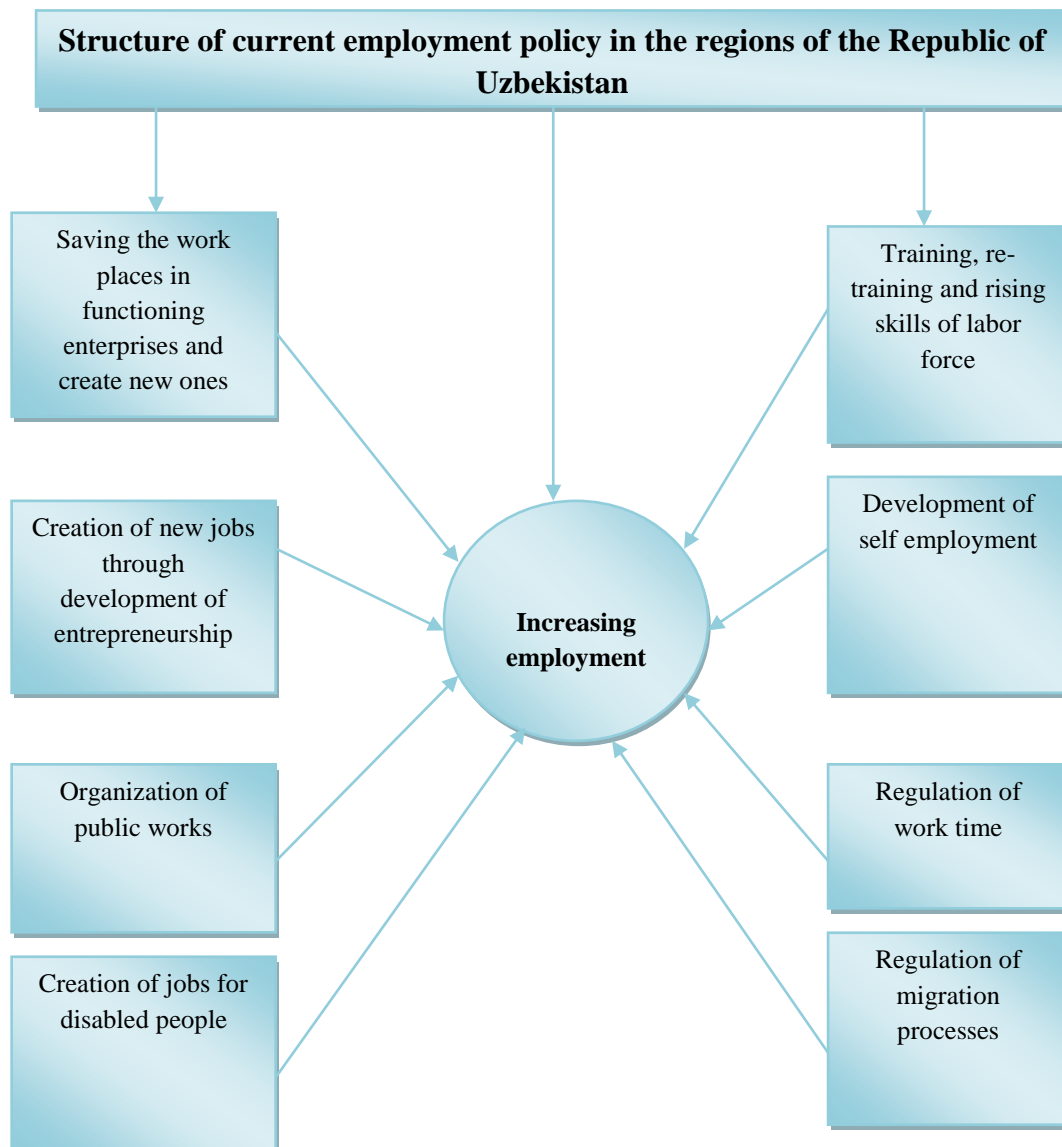 Structure of current employment policy in the regions of the Republic of
Uzbekistan
Saving the work
places in
functioning
enterprises and
create new ones
Training, re-
training and rising
skills of labor
force
Creation of new jobs
through
development of
entrepreneurship
Development of
self employment
Increasing
employment
Organization of
public works
Regulation of
work time
Creation of jobs for
disabled people
Regulation of
migration
processes